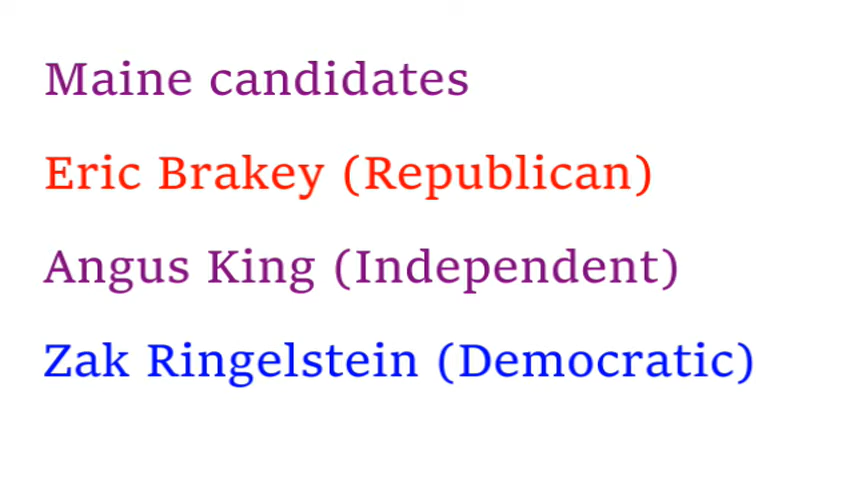 Maine candidates
Eric Brakey (Republican)
Angus King (Independent)
Zak Ringelstein (Democratic)